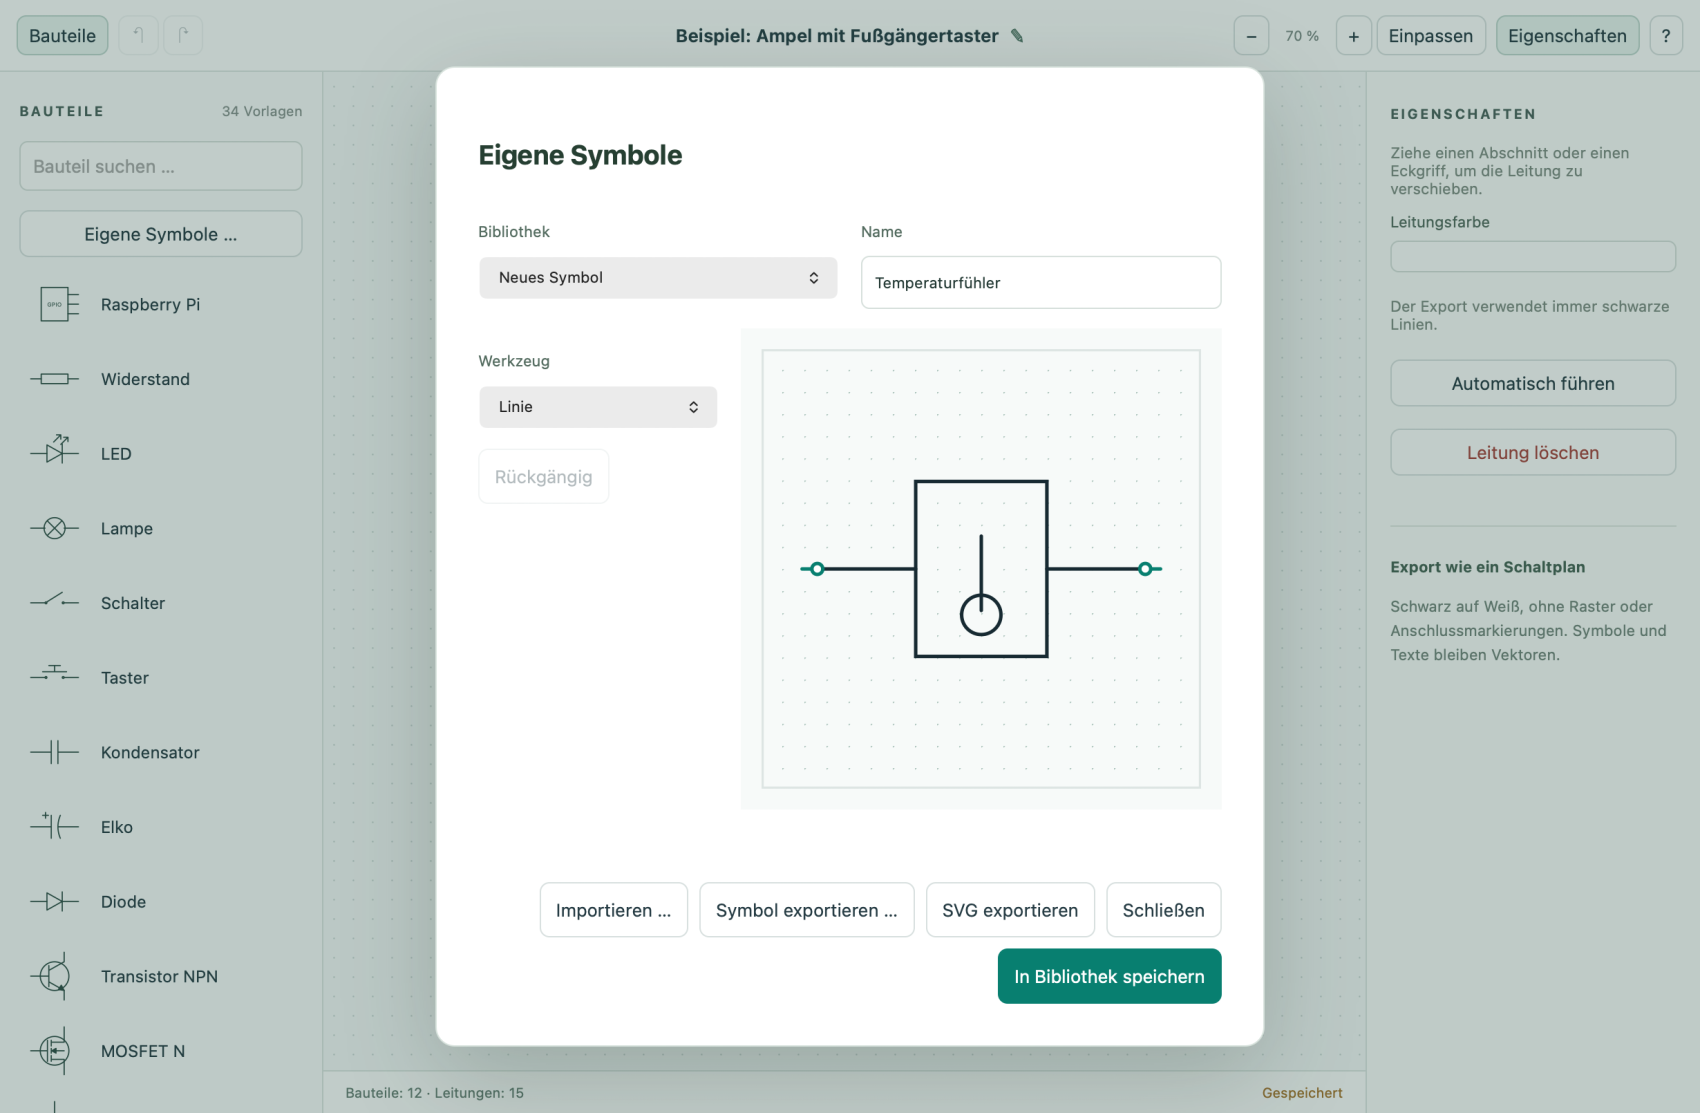 Bauteile
Beispiel: Ampel mit Fußgängertaster
70 %
Einpassen
Eigenschaften
?
BAUTEILE
34 Vorlagen
Bauteil suchen ...
Eigene Symbole ...
GPIO
Raspberry Pi
Widerstand
LED
Lampe
Schalter
Taster
Kondensator
Elko
Diode
Transistor NPN
MOSFET N
Eigene Symbole
Bibliothek
Neues Symbol
Name
Temperaturfühler
Werkzeug
Linie
Rückgängig
Importieren ...
Symbol exportieren ...
SVG exportieren
Schließen
In Bibliothek speichern
EIGENSCHAFTEN
Ziehe einen Abschnitt oder einen
Eckgriff, um die Leitung zu
verschieben.
Leitungsfarbe
Der Export verwendet immer schwarze
Linien.
Automatisch führen
Leitung löschen
Export wie ein Schaltplan
Schwarz auf Weiß, ohne Raster oder
Anschlussmarkierungen. Symbole und
Texte bleiben Vektoren.
Bauteile: 12 · Leitungen: 15
Gespeichert